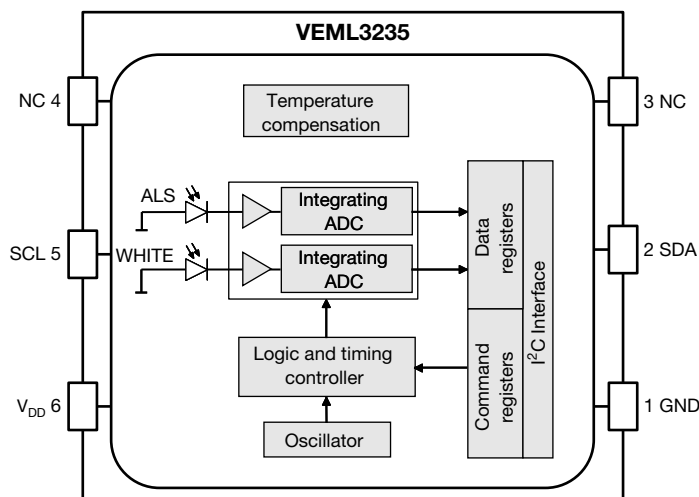 VEML3235
NC 4
3 NC
Temperature
compensation
ALS
Integrating
ADC
SCL 5
WHITE
Integrating
ADC
Data
registers
I²C Interface
2 SDA
Logic and timing
controller
Command
registers
V_DD 6
1 GND
Oscillator